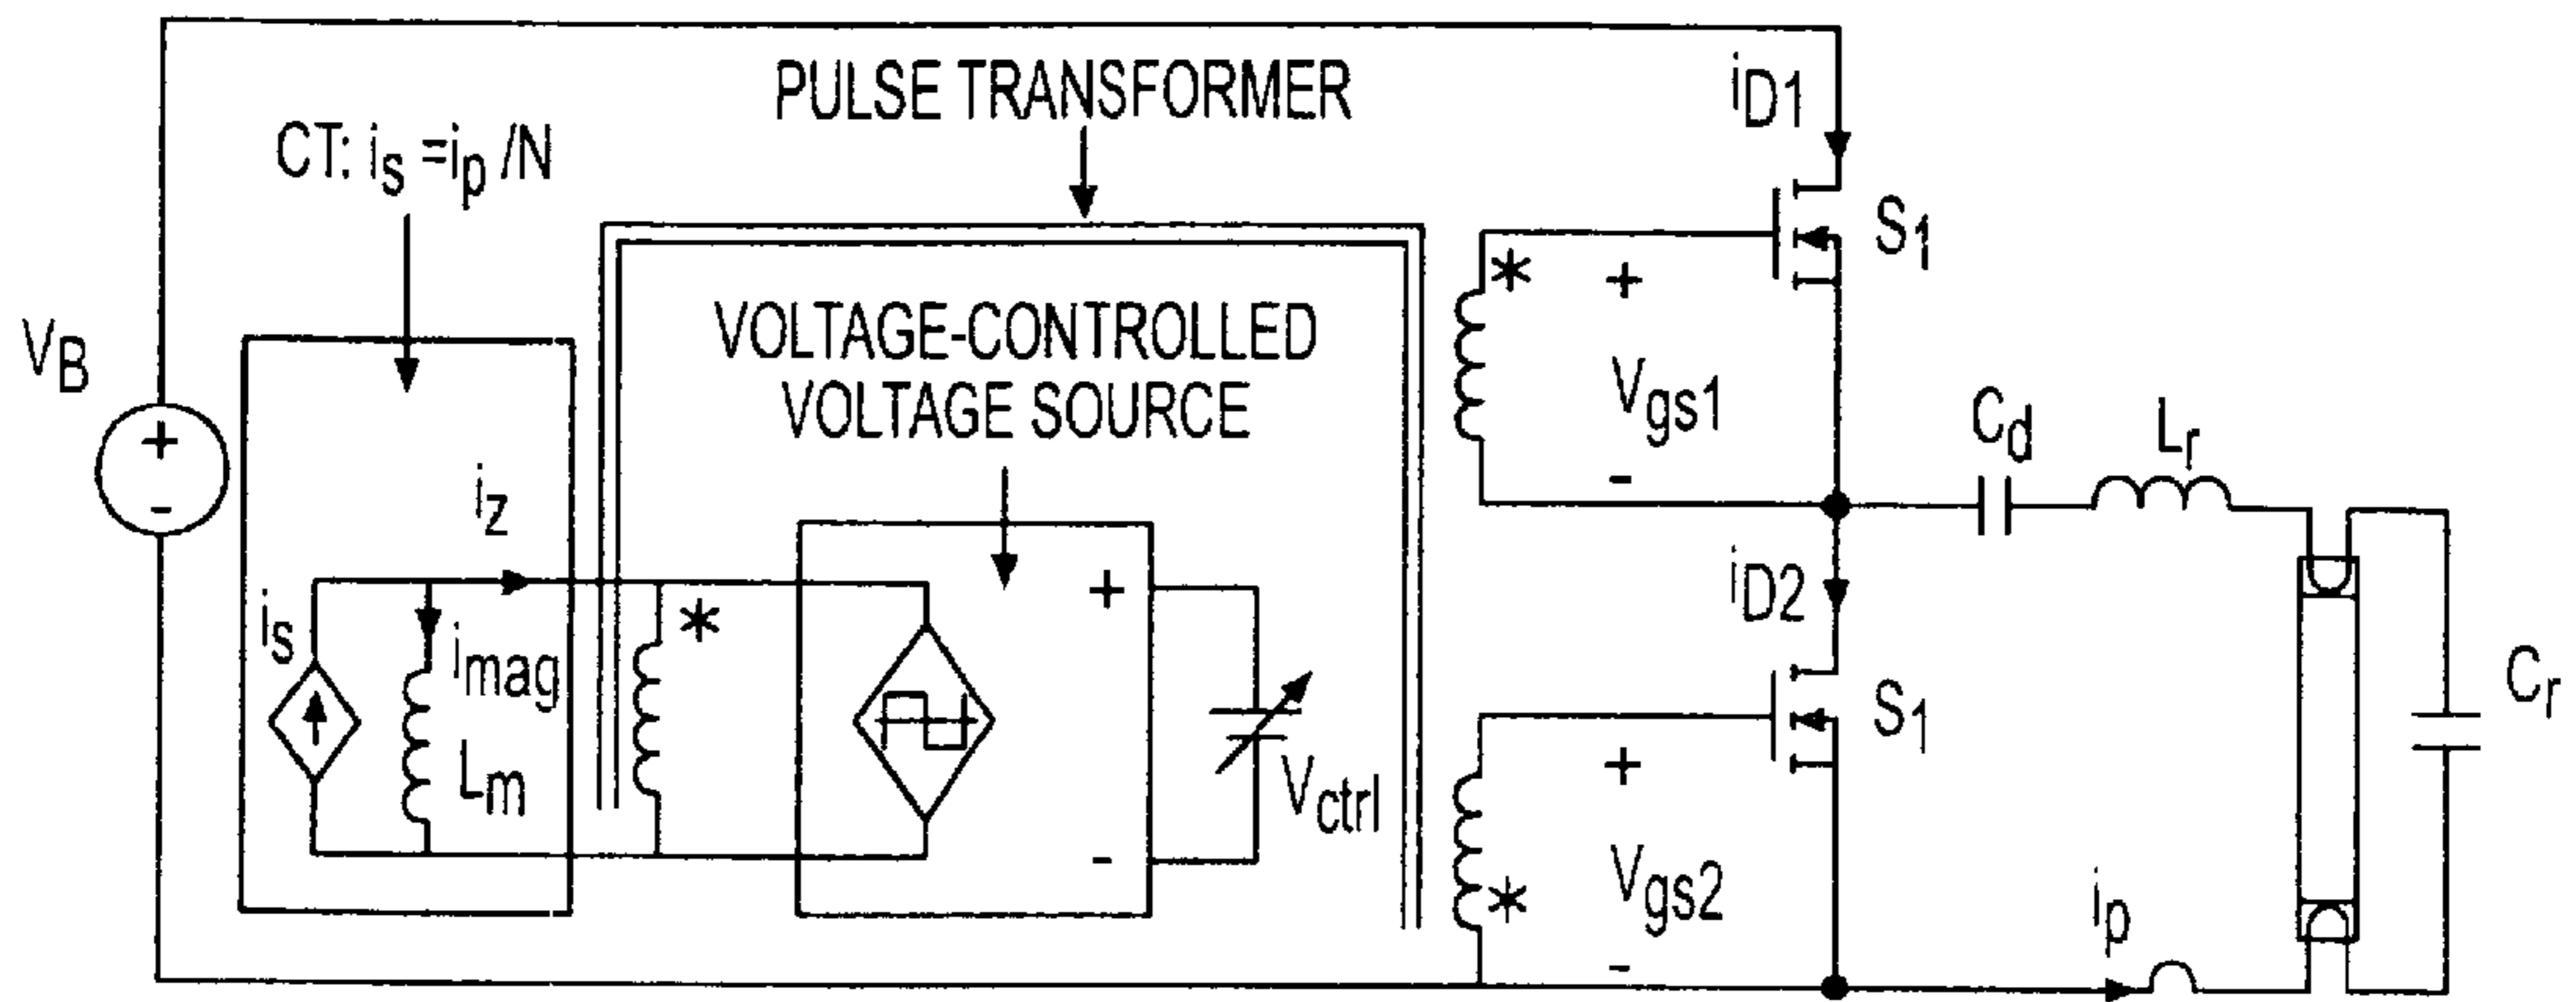 PULSE TRANSFORMER
CT: is =ip /N
iD1
S1
VOLTAGE-CONTROLLED
VOLTAGE SOURCE
VB
+
-
+
Vgs1
-
Cd
Lr
iz
is
imag
Lm
+
-
Vctrl
iD2
S1
+
Vgs2
-
Cr
ip